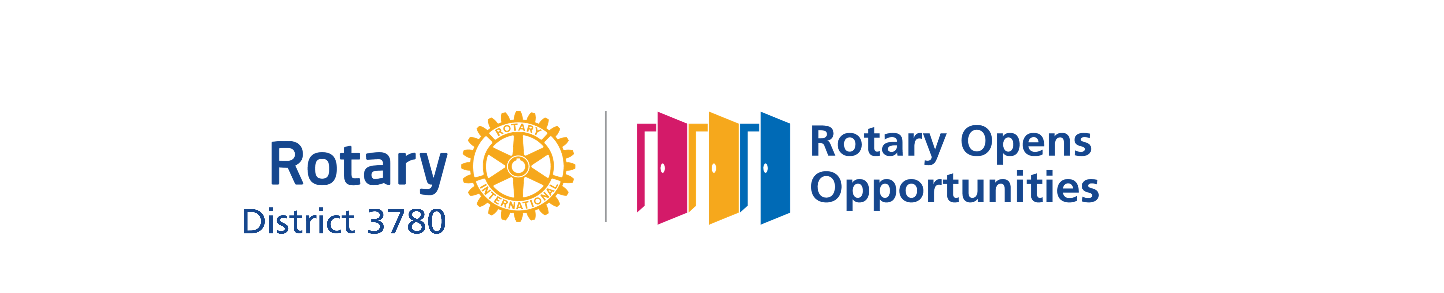 Rotary
District 3780
ROTARY
INTERNATIONAL
Rotary Opens
Opportunities